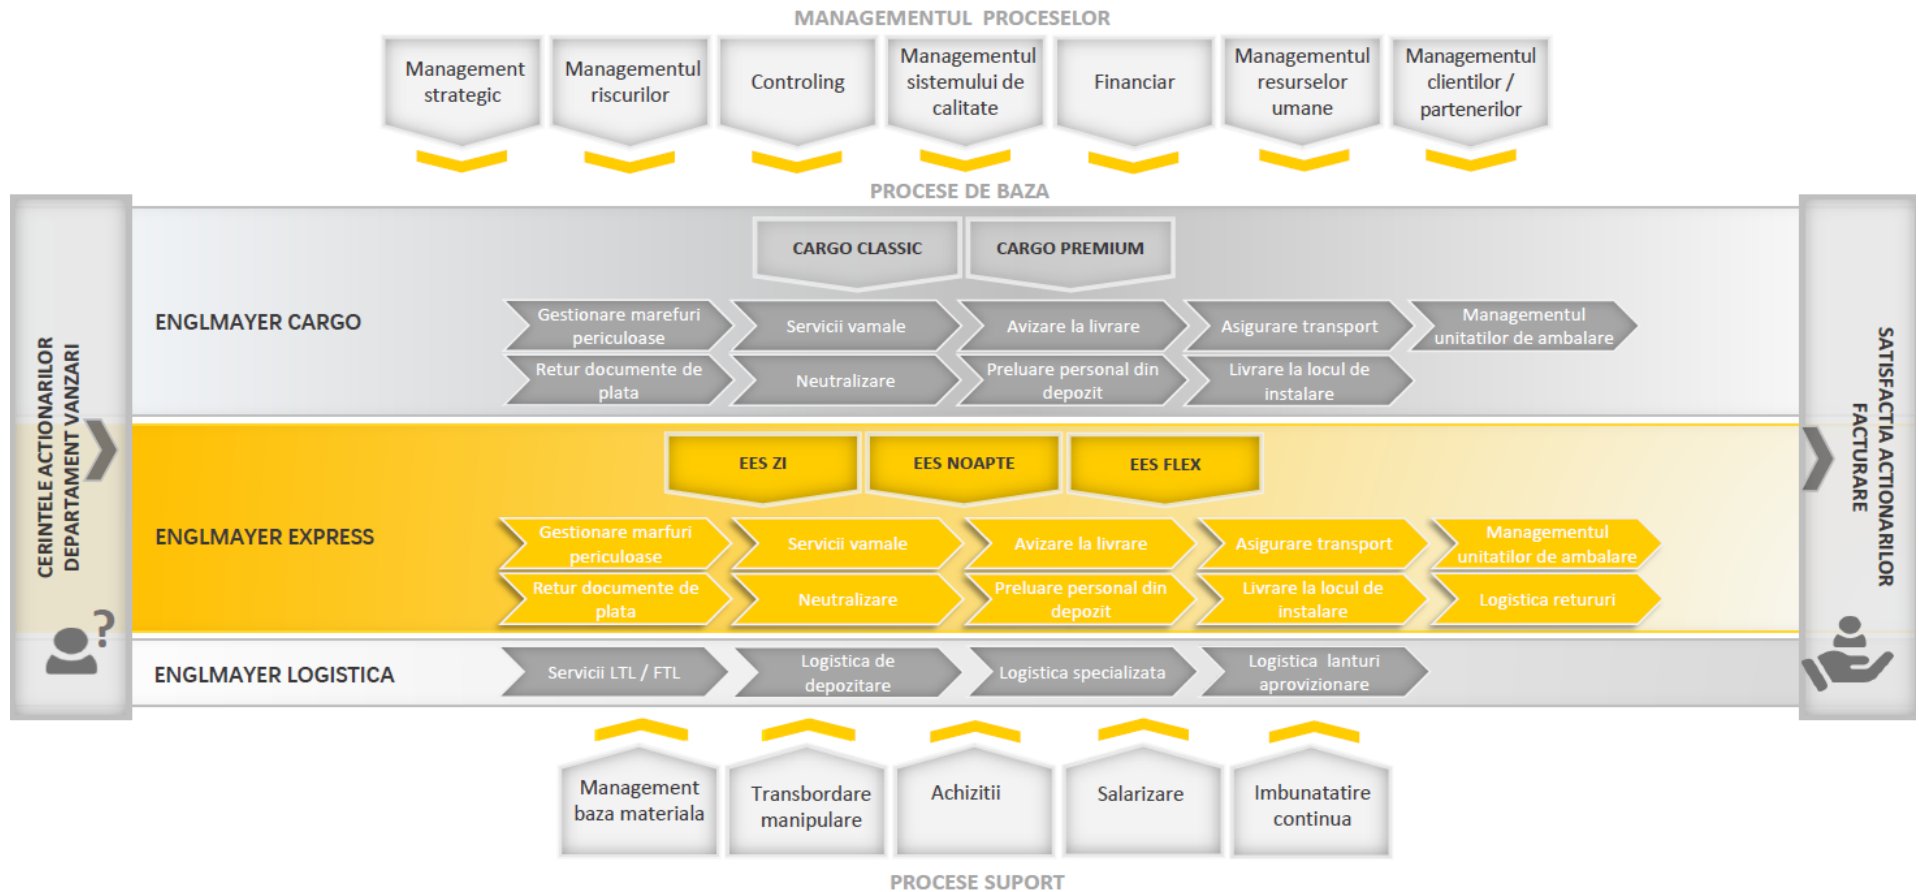 MANAGEMENTUL PROCESELOR
Management
strategic
Managementul
riscurilor
Controling
Managementul
sistemului de
calitate
Financiar
Managementul
resurselor
umane
Managementul
clientilor /
partenerilor
PROCESE DE BAZA
CERINTELE ACTIONARILOR
DEPARTAMENT VANZARI
?
CARGO CLASSIC
CARGO PREMIUM
ENGLMAYER CARGO
Gestionare marefuri
periculoase
Servicii vamale
Avizare la livrare
Asigurare transport
Managementul
unitatilor de ambalare
Retur documente de
plata
Neutralizare
Preluare personal din
depozit
Livrare la locul de
instalare
EES ZI
EES NOAPTE
EES FLEX
ENGLMAYER EXPRESS
Gestionare marfuri
periculoase
Servicii vamale
Avizare la livrare
Asigurare transport
Managementul
unitatilor de ambalare
Retur documente de
plata
Neutralizare
Preluare personal din
depozit
Livrare la locul de
instalare
Logistica retururi
ENGLMAYER LOGISTICA
Servicii LTL / FTL
Logistica de
depozitare
Logistica specializata
Logistica lanturi
aprovizionare
SATISFACTIA ACTIONARILOR
FACTURARE
Management
baza materiala
Transbordare
manipulare
Achizitii
Salarizare
Imbunatatire
continua
PROCESE SUPORT